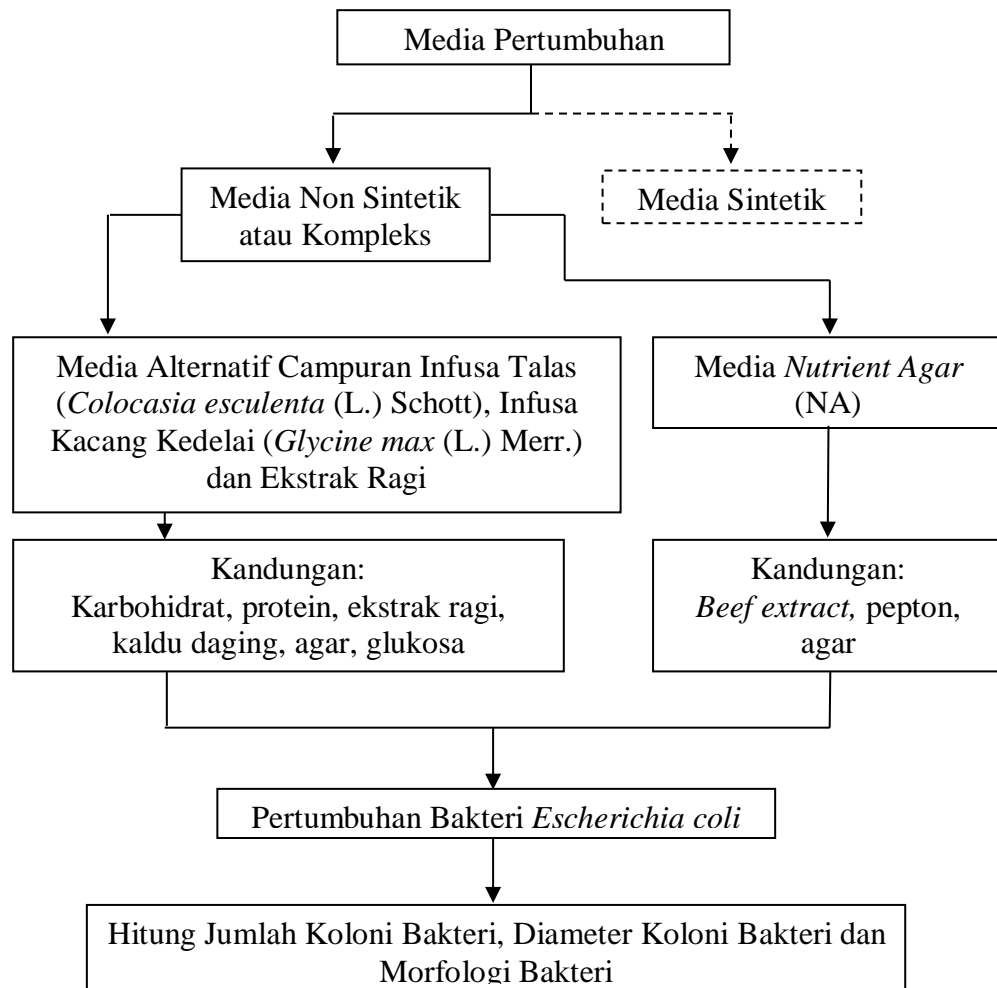 Media Pertumbuhan
Media Non Sintetik
atau Kompleks
Media Sintetik
Media Alternatif Campuran Infusa Talas
(Colocasia esculenta (L.) Schott), Infusa
Kacang Kedelai (Glycine max (L.) Merr.)
dan Ekstrak Ragi
Media Nutrient Agar
(NA)
Kandungan:
Karbohidrat, protein, ekstrak ragi,
kaldu daging, agar, glukosa
Kandungan:
Beef extract, pepton,
agar
Pertumbuhan Bakteri Escherichia coli
Hitung Jumlah Koloni Bakteri, Diameter Koloni Bakteri dan
Morfologi Bakteri